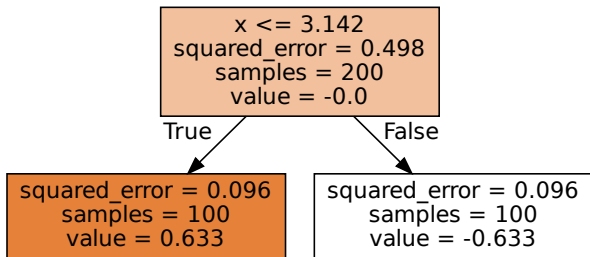 x <= 3.142
squared_error = 0.498
samples = 200
value = -0.0
True
False
squared_error = 0.096
samples = 100
value = 0.633
squared_error = 0.096
samples = 100
value = -0.633